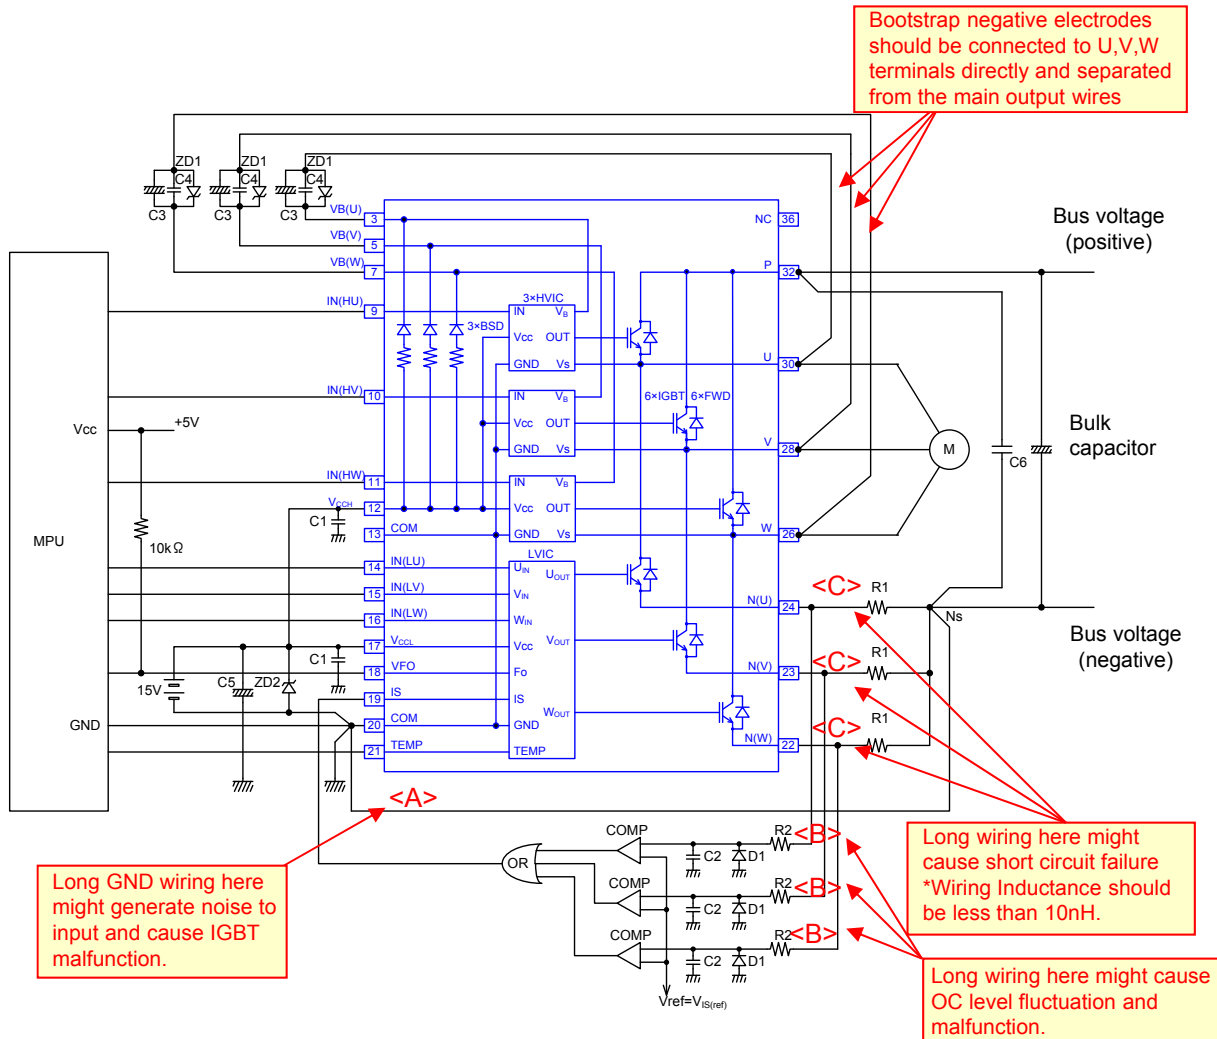 Bootstrap negative electrodes
should be connected to U,V,W
terminals directly and separated
from the main output wires
ZD1
ZD1
ZD1
C4
C4
C4
C3
C3
C3
VB(U)
3
NC
36
Bus voltage
(positive)
VB(V)
5
VB(W)
7
P
32
3×HVIC
IN(HU)
9
IN
VB
3×BSD
Vcc
OUT
GND
Vs
U
30
IN(HV)
10
IN
VB
6×IGBT
6×FWD
Vcc
+5V
Vcc
OUT
GND
Vs
V
28
M
C6
Bulk
capacitor
IN(HW)
11
IN
VB
VCCH
12
Vcc
OUT
C1
13
COM
GND
Vs
W
26
MPU
10kΩ
LVIC
14
IN(LU)
UIN
UOUT
15
IN(LV)
VIN
N(U)
24
<C>
R1
Ns
16
IN(LW)
WIN
17
VCCL
Vcc
VOUT
Bus voltage
(negative)
C1
18
VFO
Fo
N(V)
23
<C>
R1
15V
C5
ZD2
19
IS
IS
WOUT
GND
20
COM
GND
<C>
R1
21
TEMP
TEMP
N(W)
22
<A>
COMP
R2
<B>
OR
C2
D1
COMP
R2
<B>
C2
D1
COMP
R2
<B>
C2
D1
Vref=VIS(ref)
Long GND wiring here
might generate noise to
input and cause IGBT
malfunction.
Long wiring here might
cause short circuit failure
*Wiring Inductance should
be less than 10nH.
Long wiring here might cause
OC level fluctuation and
malfunction.